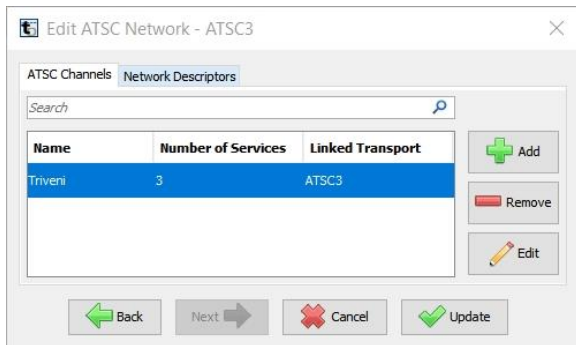 Edit ATSC Network - ATSC3
ATSC Channels Network Descriptors
Search
Name Number of Services Linked Transport
Triveni 3 ATSC3
Add
Remove
Edit
Back Next Cancel Update